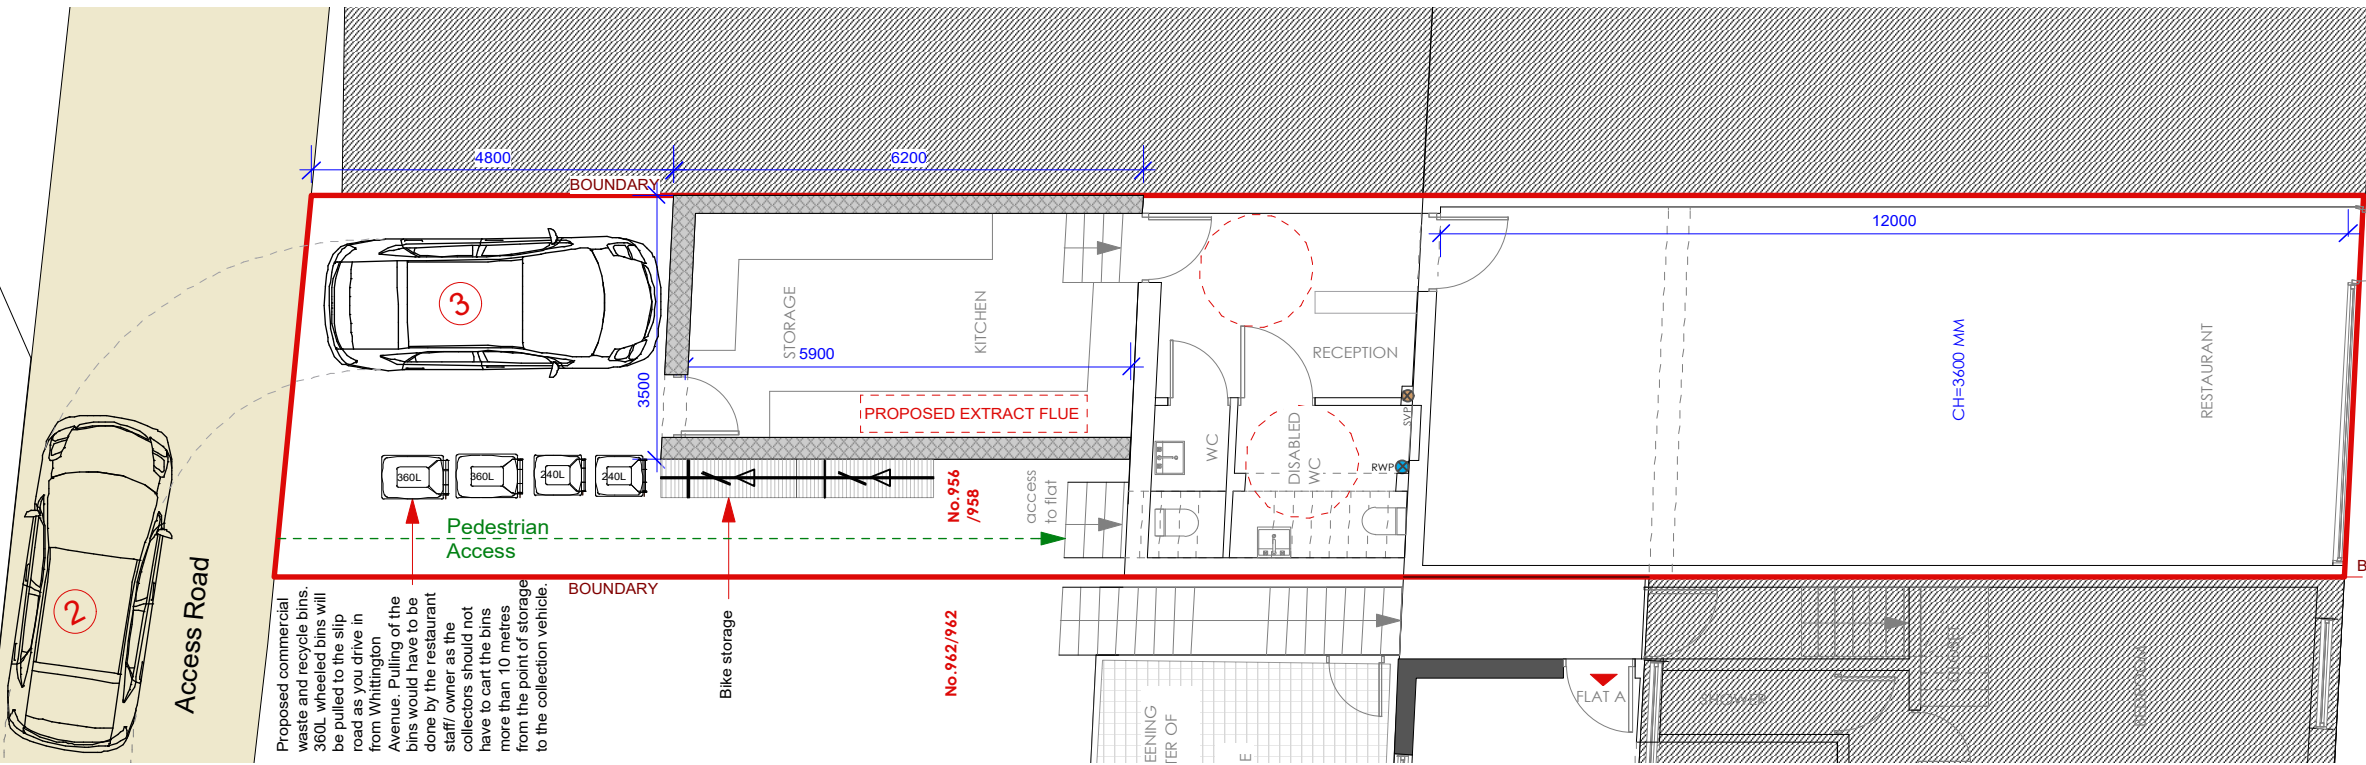 4800
6200
BOUNDARY
12000
3
STORAGE
KITCHEN
5900
3500
PROPOSED EXTRACT FLUE
RECEPTION
SVP
RWP
WC
DISABLED
WC
CH=3600 MM
RESTAURANT
360L
360L
240L
240L
No.956
/958
access
to flat
Pedestrian
Access
BOUNDARY
B
2
Access Road
Proposed commercial
waste and recycle bins.
360L wheeled bins will
be pulled to the slip
road as you drive in
from Whittington
Avenue. Pulling of the
bins would have to be
done by the restaurant
staff/ owner as the
collectors should not
have to cart the bins
more than 10 metres
from the point of storage
to the collection vehicle.
Bike storage
No.962/962
FLAT A
SHOWER
BEDROOM
EENING
TER OF
E